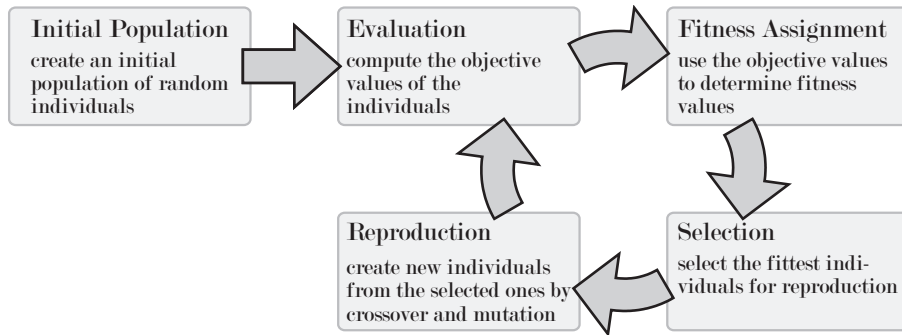 Initial Population
create an initial
population of random
individuals
Evaluation
compute the objective
values of the
individuals
Fitness Assignment
use the objective values
to determine fitness
values
Reproduction
create new individuals
from the selected ones by
crossover and mutation
Selection
select the fittest indi-
viduals for reproduction